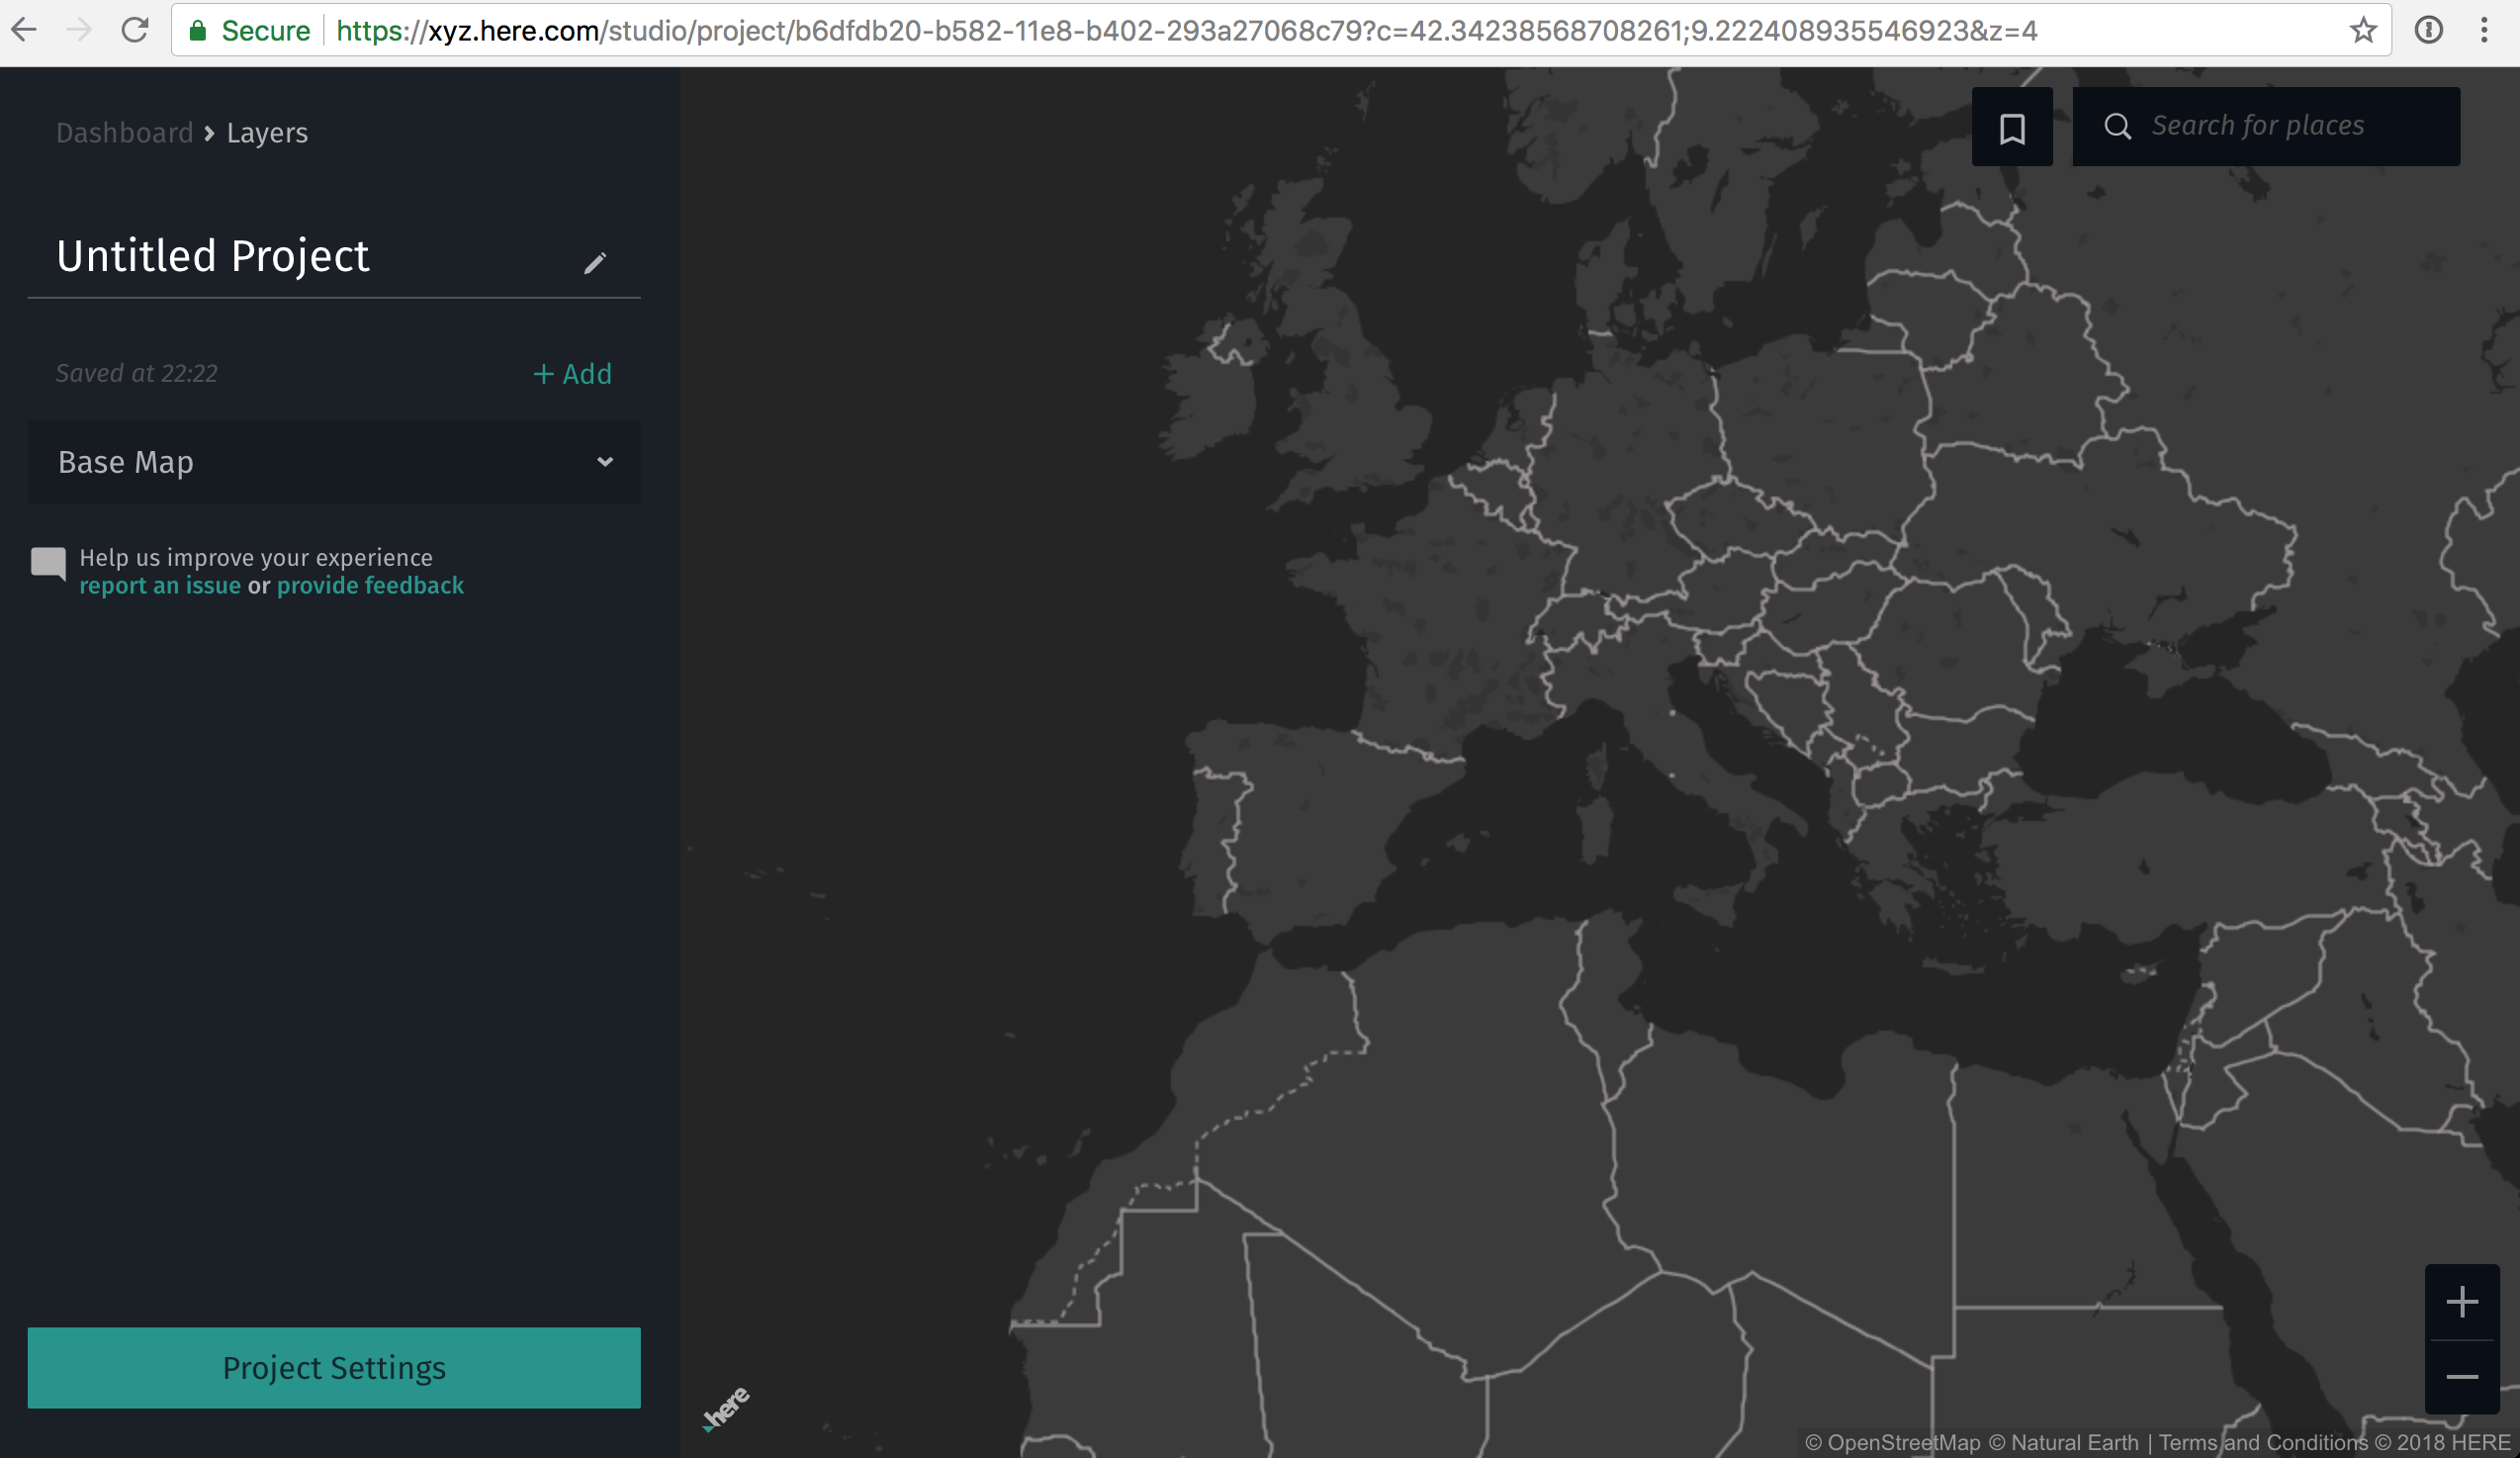 Secure https://xyz.here.com/studio/project/b6dfdb20-b582-11e8-b402-293a27068c79?c=42.34238568708261;9.222408935546923&z=4
Dashboard > Layers
Search for places
Untitled Project
Saved at 22:22
+ Add
Base Map
Help us improve your experience
report an issue or provide feedback
Project Settings
here
© OpenStreetMap © Natural Earth | Terms and Conditions © 2018 HERE